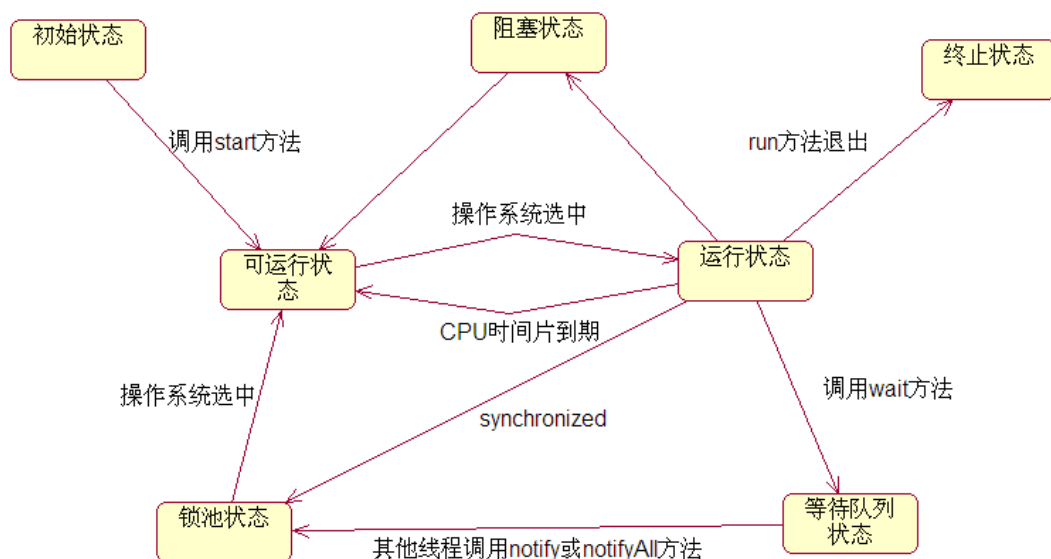 初始状态
阻塞状态
终止状态
调用start方法
run方法退出
操作系统选中
可运行状
态
运行状态
CPU时间片到期
操作系统选中
调用wait方法
synchronized
锁池状态
等待队列
状态
其他线程调用notify或notifyAll方法